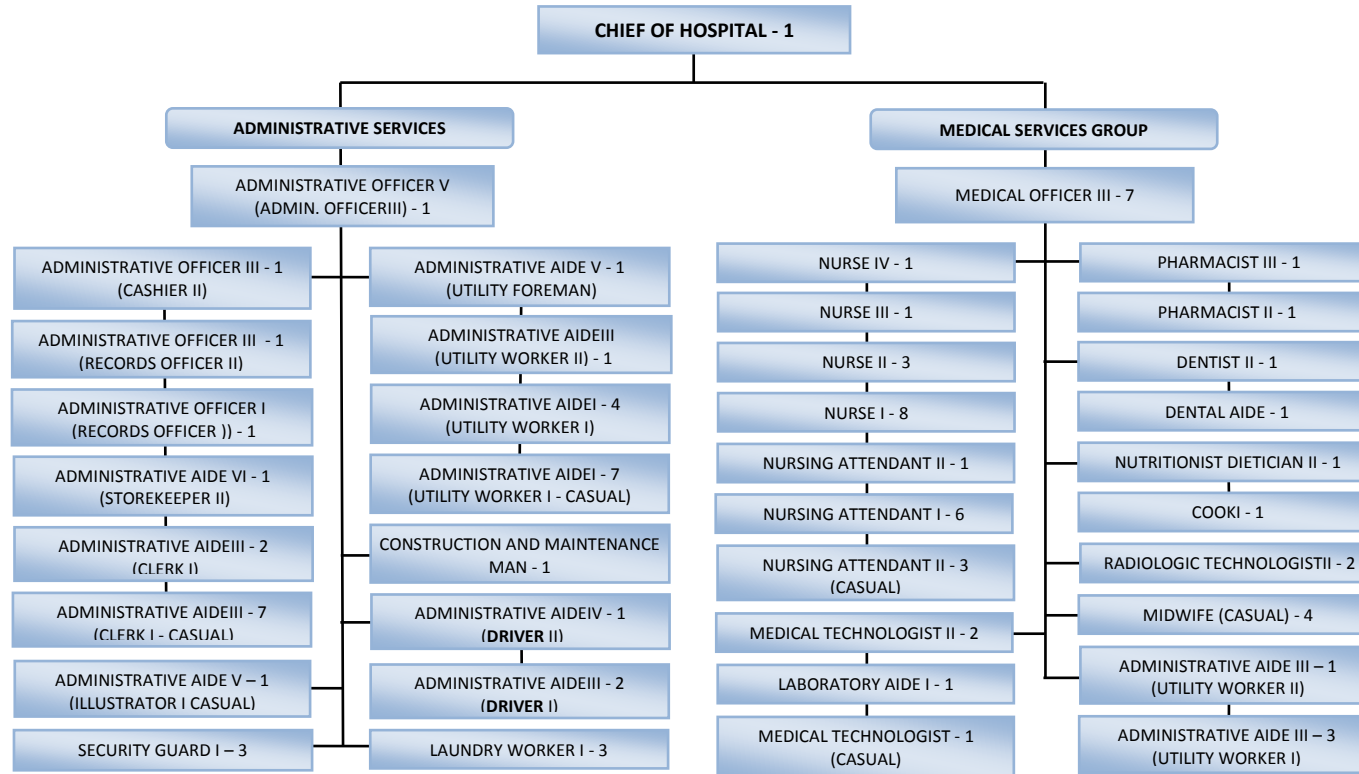 CHIEF OF HOSPITAL - 1
ADMINISTRATIVE SERVICES
ADMINISTRATIVE OFFICER V
(ADMIN. OFFICERIII) - 1
ADMINISTRATIVE OFFICER III - 1
(CASHIER II)
ADMINISTRATIVE OFFICER III - 1
(RECORDS OFFICER II)
ADMINISTRATIVE OFFICER I
(RECORDS OFFICER )) - 1
ADMINISTRATIVE AIDE VI - 1
(STOREKEEPER II)
ADMINISTRATIVE AIDEIII - 2
(CLERK I)
ADMINISTRATIVE AIDEIII - 7
(CLERK I - CASUAL)
ADMINISTRATIVE AIDE V – 1
(ILLUSTRATOR I CASUAL)
SECURITY GUARD I – 3
ADMINISTRATIVE AIDE V - 1
(UTILITY FOREMAN)
ADMINISTRATIVE AIDEIII
(UTILITY WORKER II) - 1
ADMINISTRATIVE AIDEI - 4
(UTILITY WORKER I)
ADMINISTRATIVE AIDEI - 7
(UTILITY WORKER I - CASUAL)
CONSTRUCTION AND MAINTENANCE
MAN - 1
ADMINISTRATIVE AIDEIV - 1
(DRIVER II)
ADMINISTRATIVE AIDEIII - 2
(DRIVER I)
LAUNDRY WORKER I - 3
MEDICAL SERVICES GROUP
MEDICAL OFFICER III - 7
NURSE IV - 1
NURSE III - 1
NURSE II - 3
NURSE I - 8
NURSING ATTENDANT II - 1
NURSING ATTENDANT I - 6
NURSING ATTENDANT II - 3
(CASUAL)
MEDICAL TECHNOLOGIST II - 2
LABORATORY AIDE I - 1
MEDICAL TECHNOLOGIST - 1
(CASUAL)
PHARMACIST III - 1
PHARMACIST II - 1
DENTIST II - 1
DENTAL AIDE - 1
NUTRITIONIST DIETICIAN II - 1
COOKI - 1
RADIOLOGIC TECHNOLOGISTII - 2
MIDWIFE (CASUAL) - 4
ADMINISTRATIVE AIDE III – 1
(UTILITY WORKER II)
ADMINISTRATIVE AIDE III – 3
(UTILITY WORKER I)